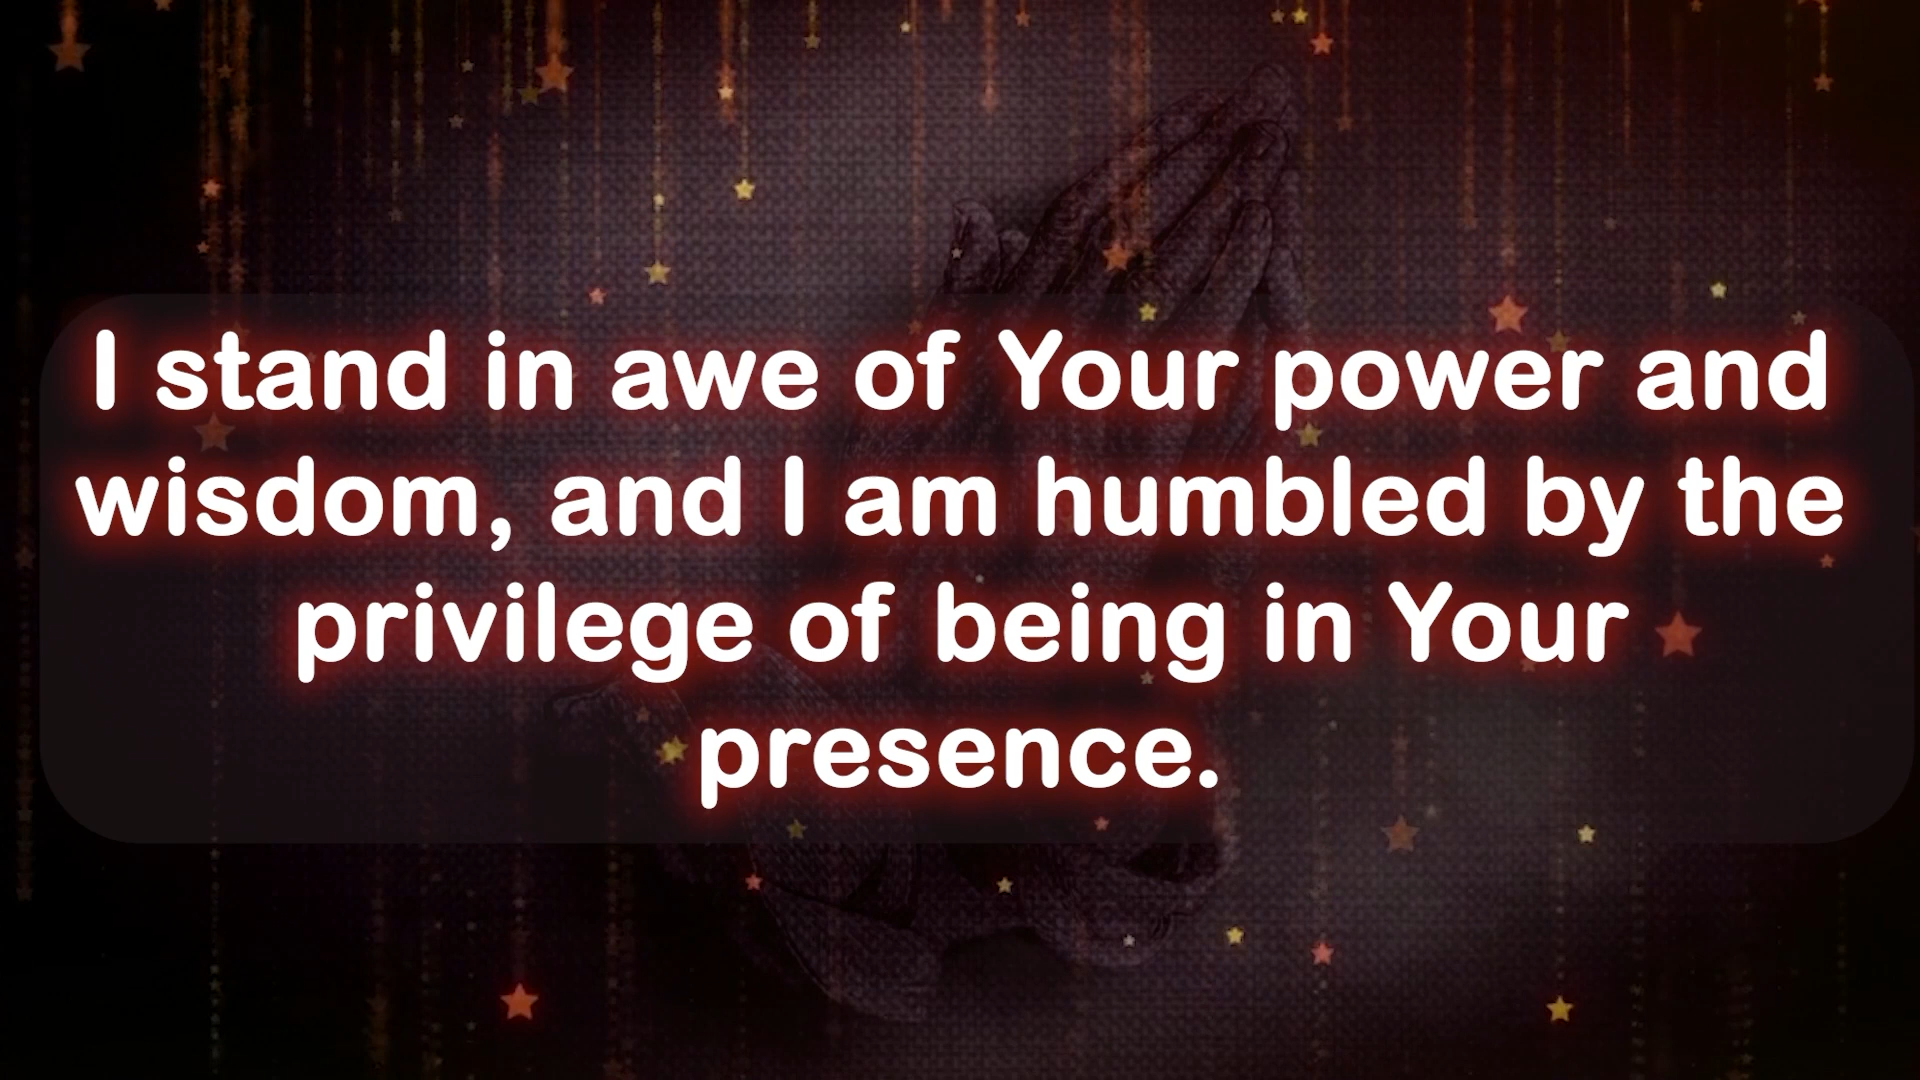 I stand in awe of Your power and
wisdom, and I am humbled by the
privilege of being in Your
presence.